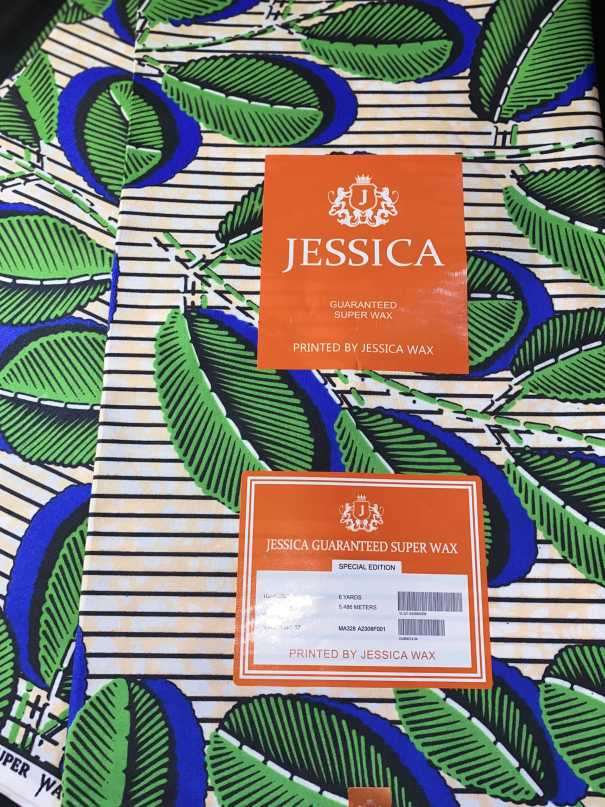 J
JESSICA
GUARANTEED
SUPER WAX
PRINTED BY JESSICA WAX
J
JESSICA GUARANTEED SUPER WAX
SPECIAL EDITION
6 YARDS
5.486 METERS
MA328 A2308F001
PRINTED BY JESSICA WAX
SUPER WA